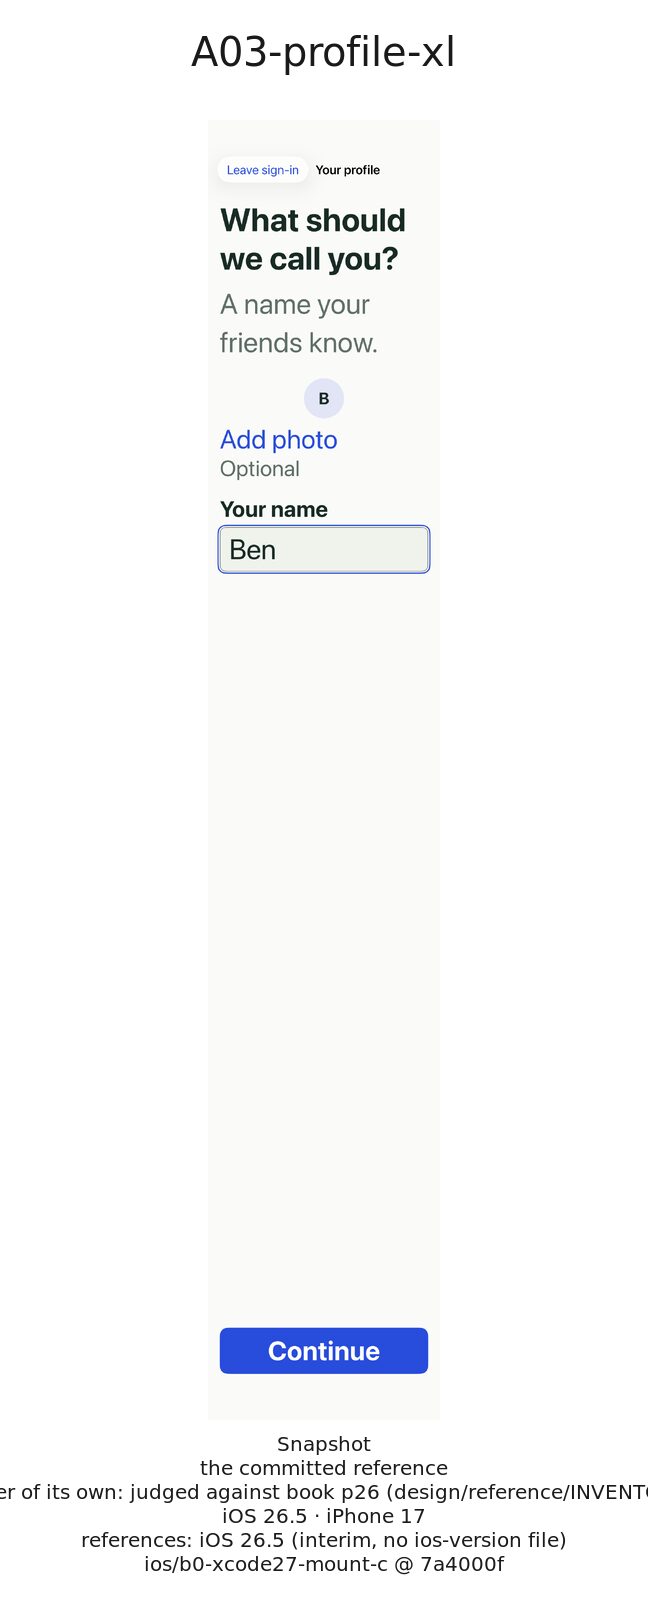 A03-profile-xl
Leave sign-in Your profile
What should
we call you?
A name your
friends know.
B
Add photo
Optional
Your name
Ben
Continue
Snapshot
the committed reference
of its own: judged against book p26 (design/reference/
iOS 26.5 · iPhone 17
references: iOS 26.5 (interim, no ios-version file)
ios/b0-xcode27-mount-c @ 7a4000f